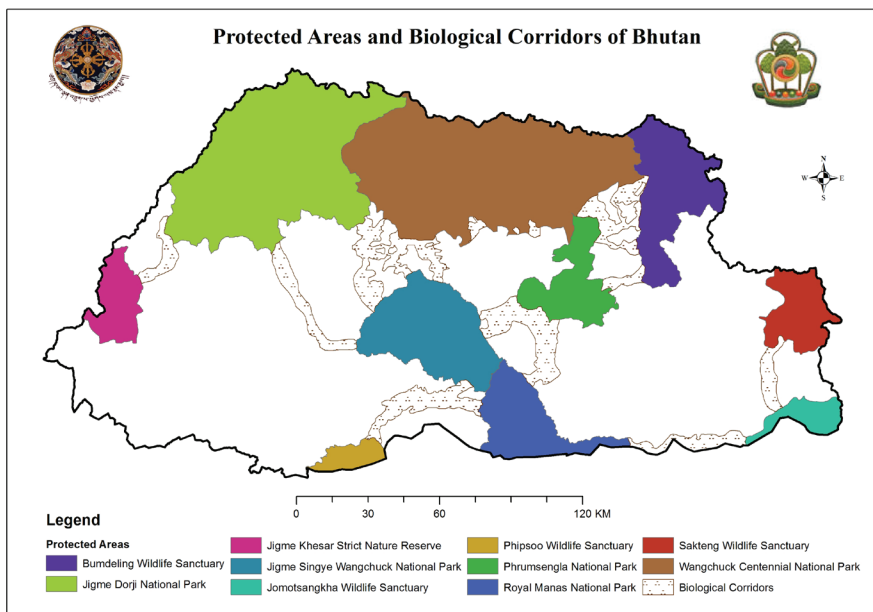 Protected Areas and Biological Corridors of Bhutan
N
W E
S
0 30 60 120 KM
Legend
Protected Areas
Bumdeling Wildlife Sanctuary
Jigme Dorji National Park
Jigme Khesar Strict Nature Reserve
Jigme Singye Wangchuck National Park
Jomotsangkha Wildlife Sanctuary
Phipsoo Wildlife Sanctuary
Phrumsengla National Park
Royal Manas National Park
Sakteng Wildlife Sanctuary
Wangchuck Centennial National Park
Biological Corridors